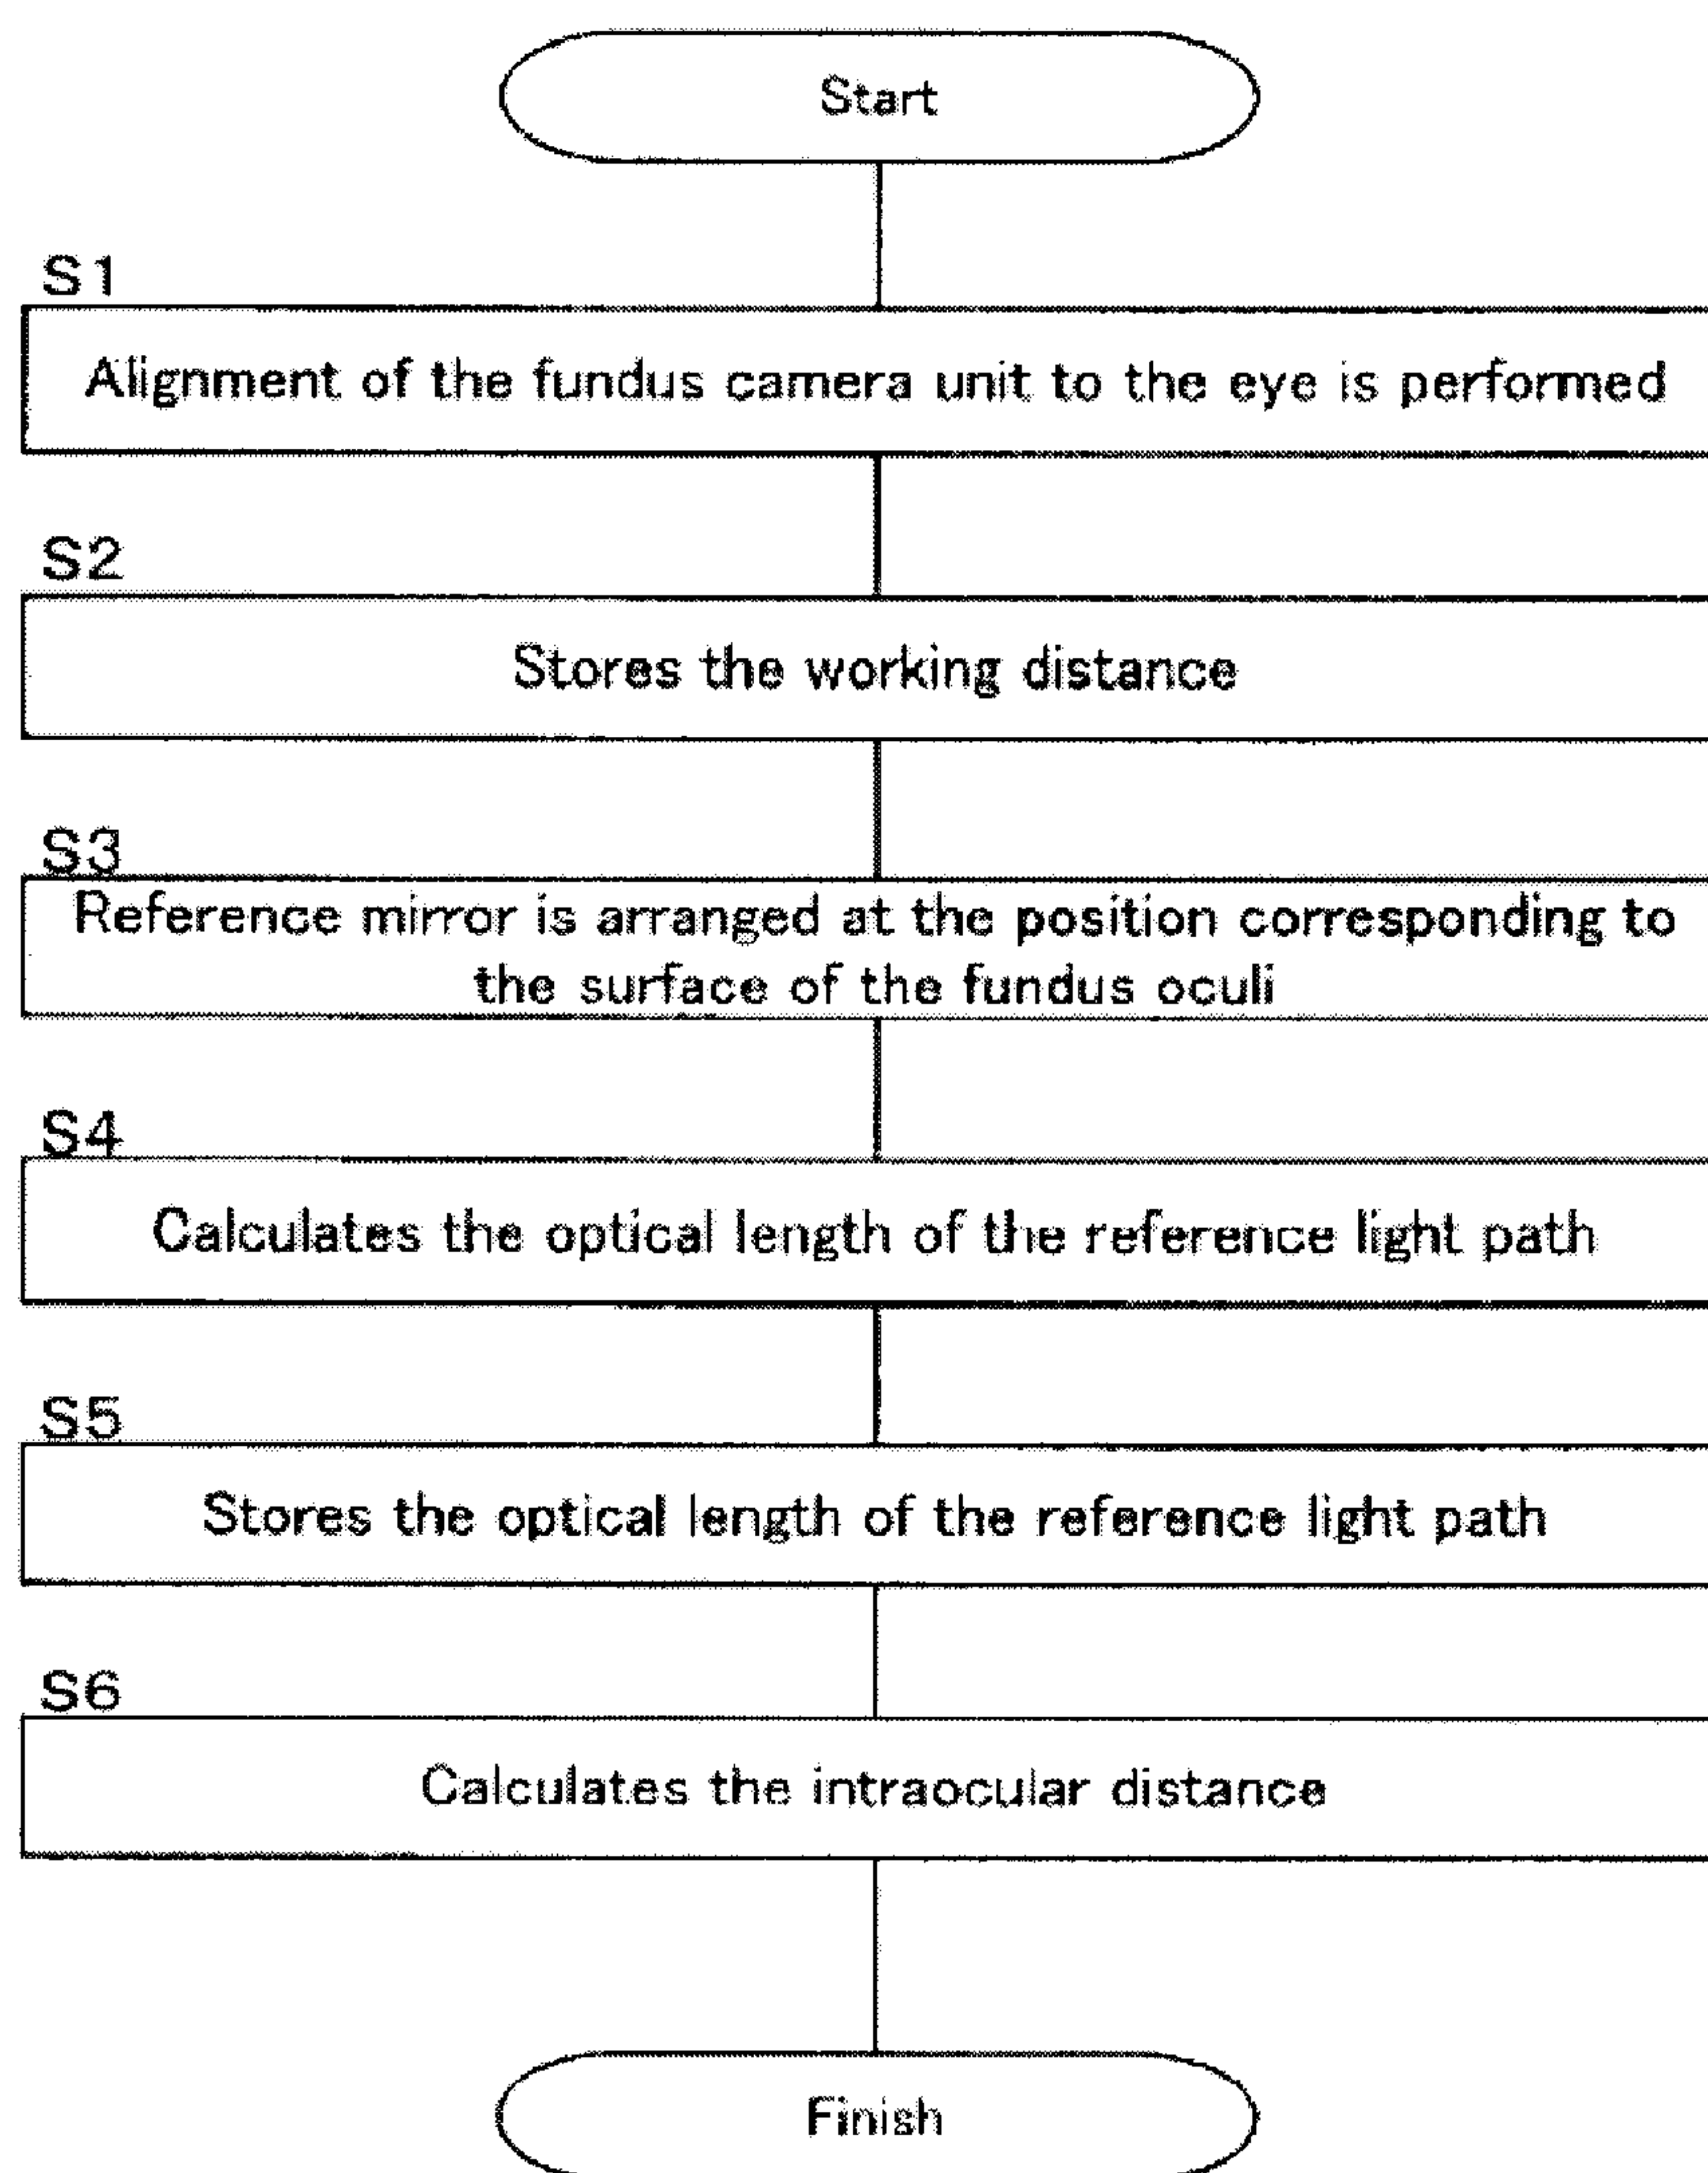 Start
S1
Alignment of the fundus camera unit to the eye is performed
S2
Stores the working distance
S3
Reference mirror is arranged at the position corresponding to
the surface of the fundus oculi
S4
Calculates the optical length of the reference light path
S5
Stores the optical length of the reference light path
S6
Calculates the intraocular distance
Finish